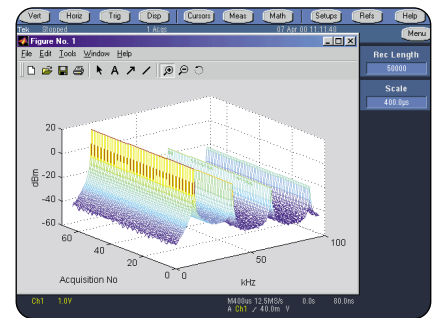 Vert Horiz Trig Disp Cursors Meas Math Setups Refs Help
Tek Stopped 1 Acqs 07 Apr 00 11:11:40
Menu
Figure No. 1
File Edit Tools Window Help
A
Rec Length
50000
Scale
400.0µs
20
0
-20
-40
-60
dBm
60
40
20
0
Acquisition No
0
50
100
kHz
Ch1 1.0V M400us 12.5MS/s 0.0s 80.0ns
A Ch1 40.0m V